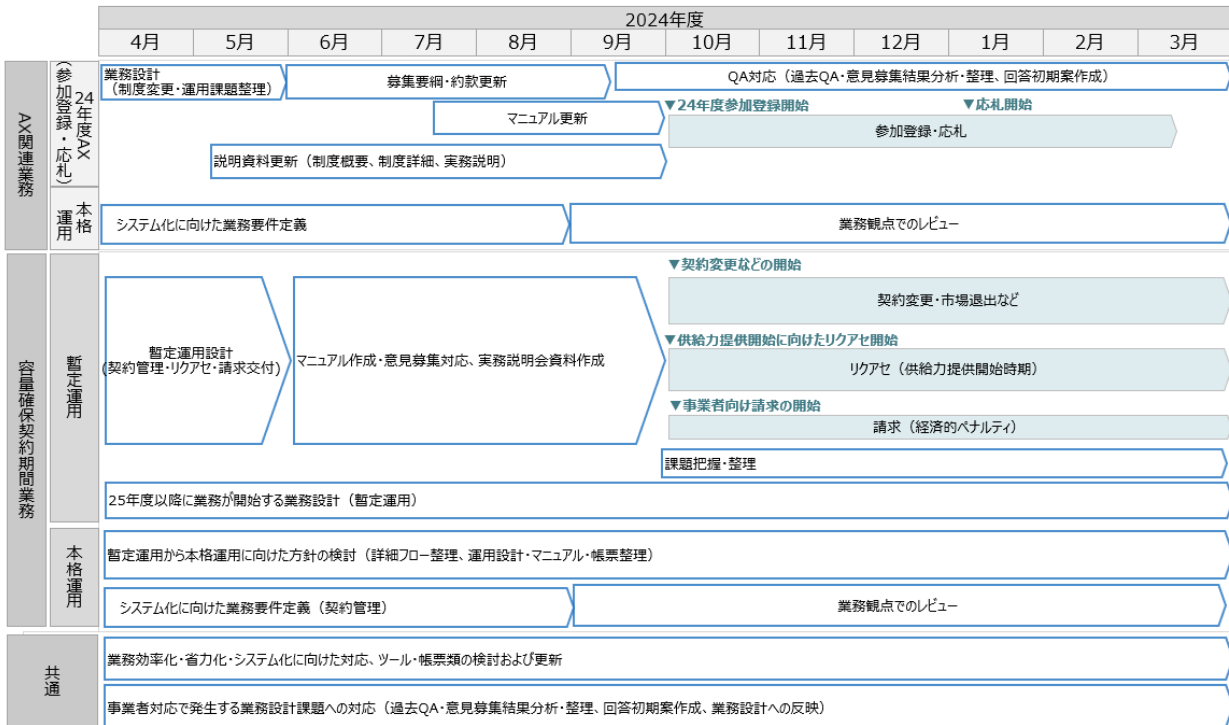 2024年度
4月
5月
6月
7月
8月
9月
10月
11月
12月
1月
2月
3月
AX関連業務
24年度AX
(参加登録・応札)
業務設計
(制度変更・運用課題整理)
募集要綱・約款更新
QA対応(過去QA・意見募集結果分析・整理、回答初期案作成)
マニュアル更新
▼24年度参加登録開始
▼応札開始
参加登録・応札
説明資料更新(制度概要、制度詳細、実務説明)
本格
運用
システム化に向けた業務要件定義
業務観点でのレビュー
容量確保契約期間業務
暫定運用
暫定運用設計
(契約管理・リクアセ・請求交付)
マニュアル作成・意見募集対応、実務説明会資料作成
▼契約変更などの開始
契約変更・市場退出など
▼供給力提供開始に向けたリクアセ開始
リクアセ(供給力提供開始時期)
▼事業者向け請求の開始
請求(経済的ペナルティ)
課題把握・整理
25年度以降に業務が開始する業務設計(暫定運用)
本格運用
暫定運用から本格運用に向けた方針の検討(詳細フロー整理、運用設計・マニュアル・帳票整理)
システム化に向けた業務要件定義(契約管理)
業務観点でのレビュー
共通
業務効率化・省力化・システム化に向けた対応、ツール・帳票類の検討および更新
事業者対応で発生する業務設計課題への対応(過去QA・意見募集結果分析・整理、回答初期案作成、業務設計への反映)